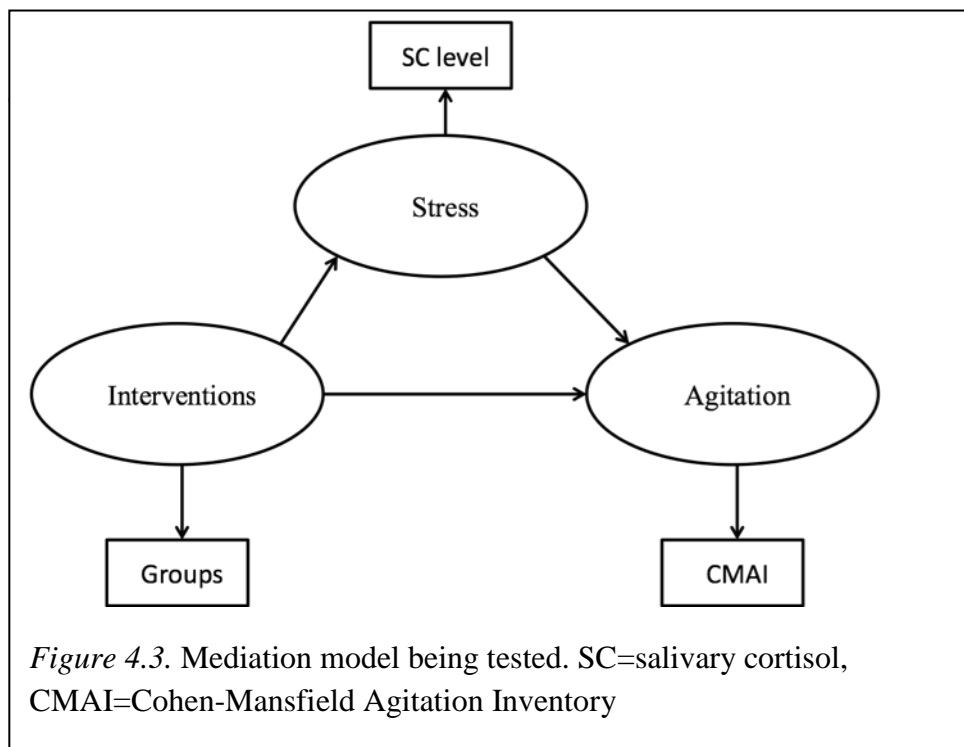 SC level
Stress
Interventions
Agitation
Groups
CMAI
Figure 4.3. Mediation model being tested. SC=salivary cortisol,
CMAI=Cohen-Mansfield Agitation Inventory